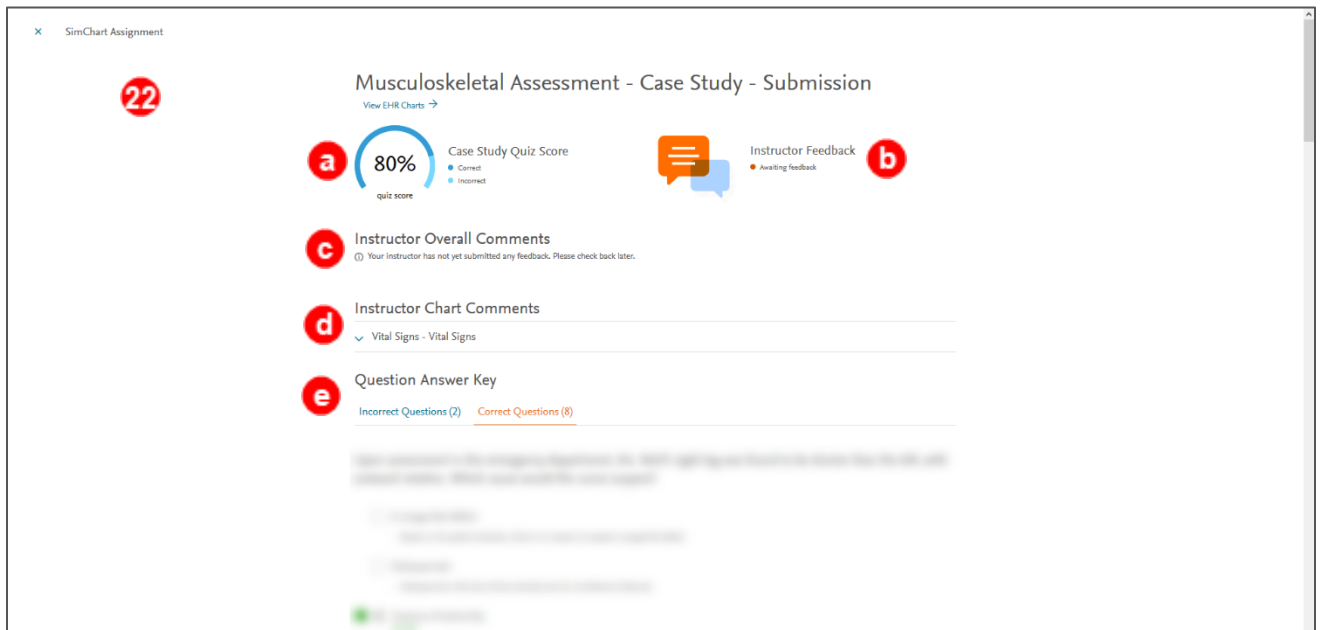 × SimChart Assignment
22
Musculoskeletal Assessment - Case Study - Submission
View EHR Charts →
a
80%
quiz score
Case Study Quiz Score
Correct
Incorrect
Instructor Feedback
Awaiting feedback
b
c
Instructor Overall Comments
Your instructor has not yet submitted any feedback. Please check back later.
d
Instructor Chart Comments
Vital Signs - Vital Signs
e
Question Answer Key
Incorrect Questions (2) Correct Questions (8)